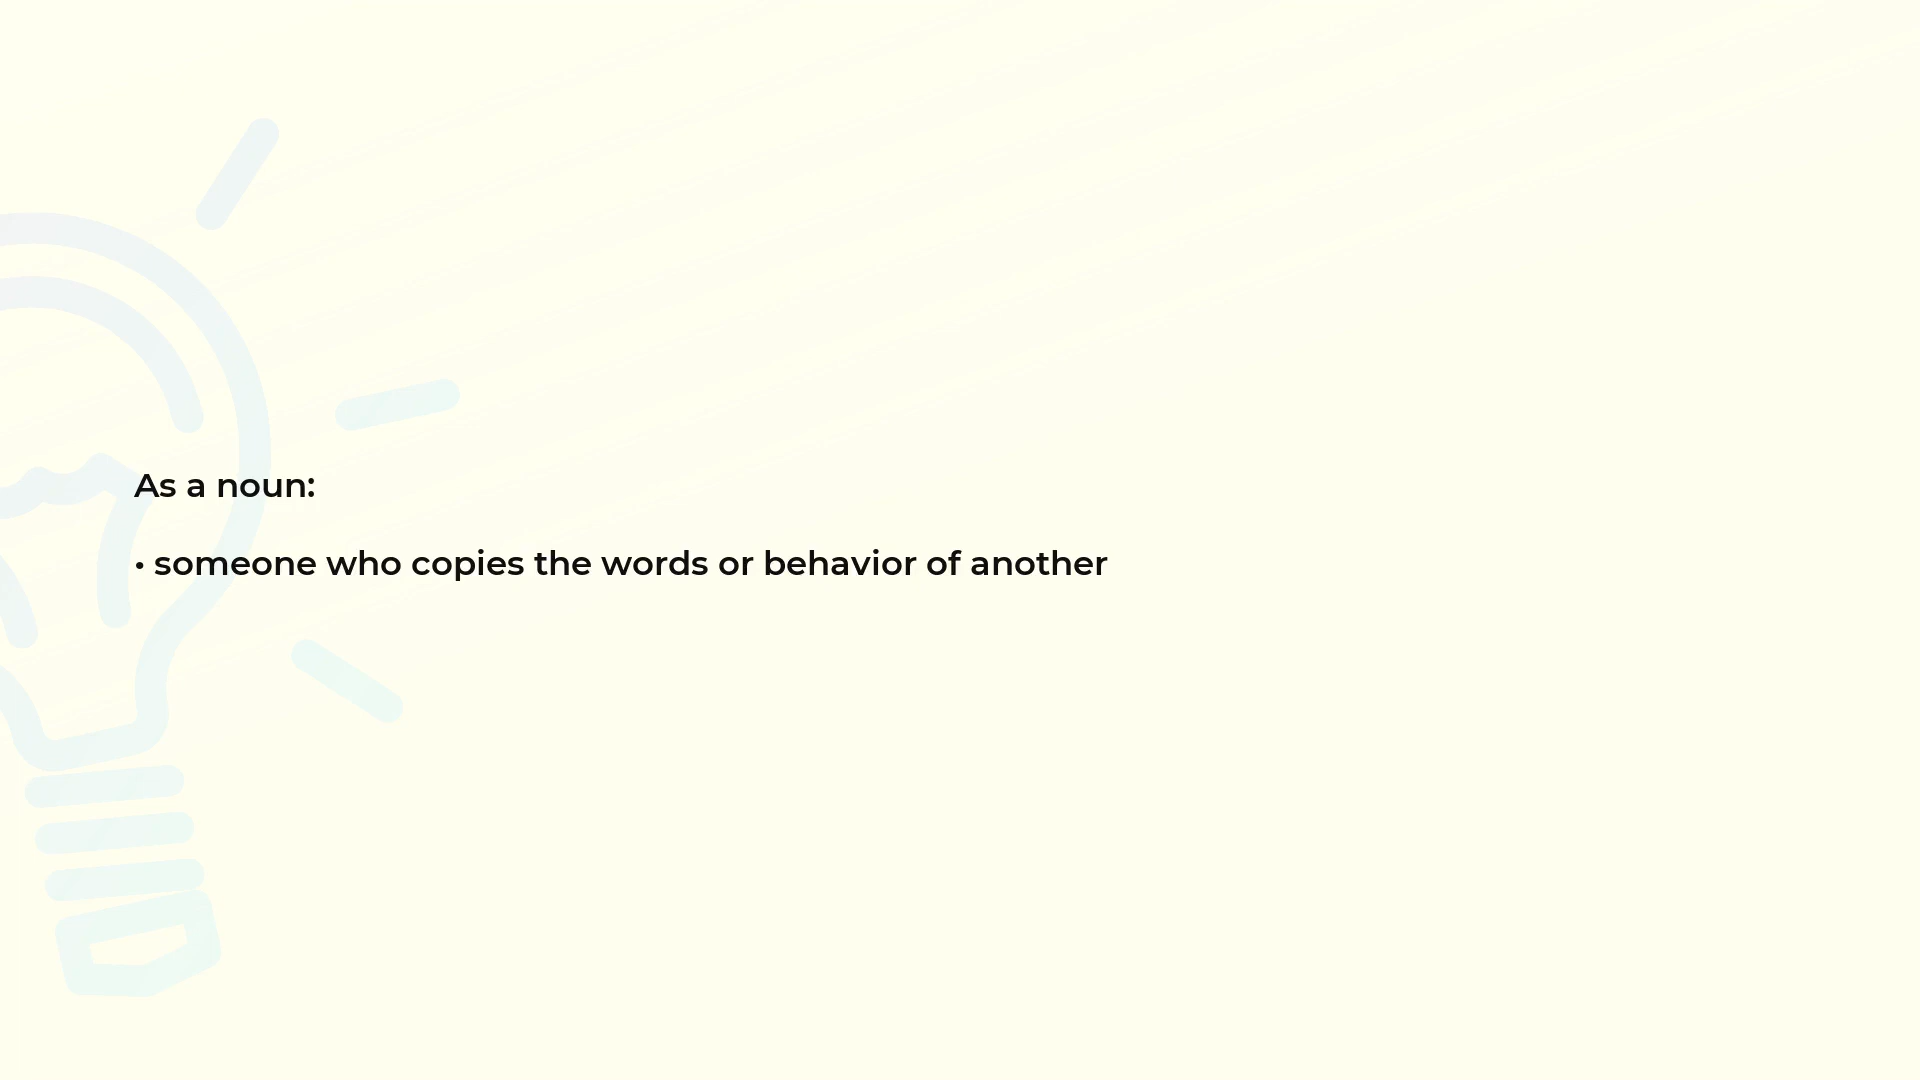 As a noun:
• someone who copies the words or behavior of another